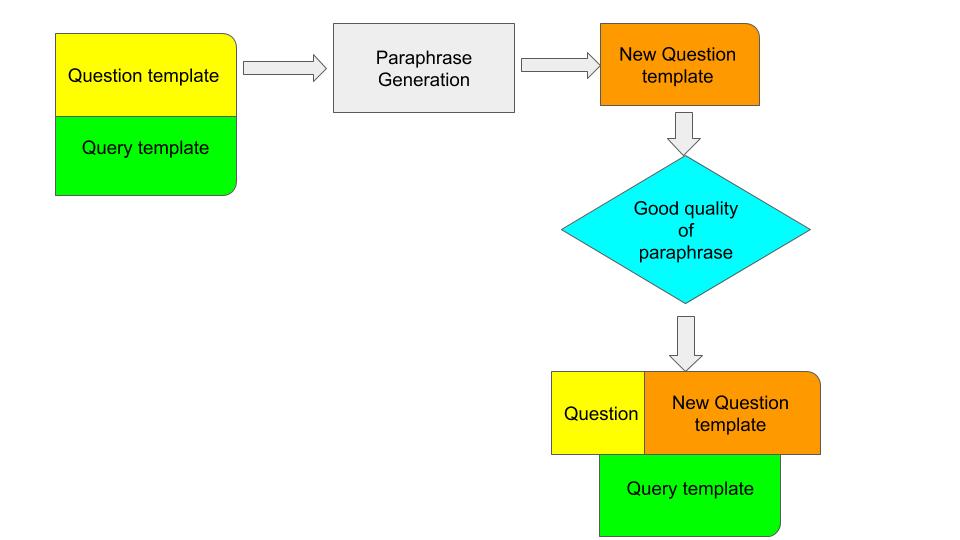 Question template
Query template
Paraphrase
Generation
New Question
template
Good quality
of
paraphrase
Question
New Question
template
Query template